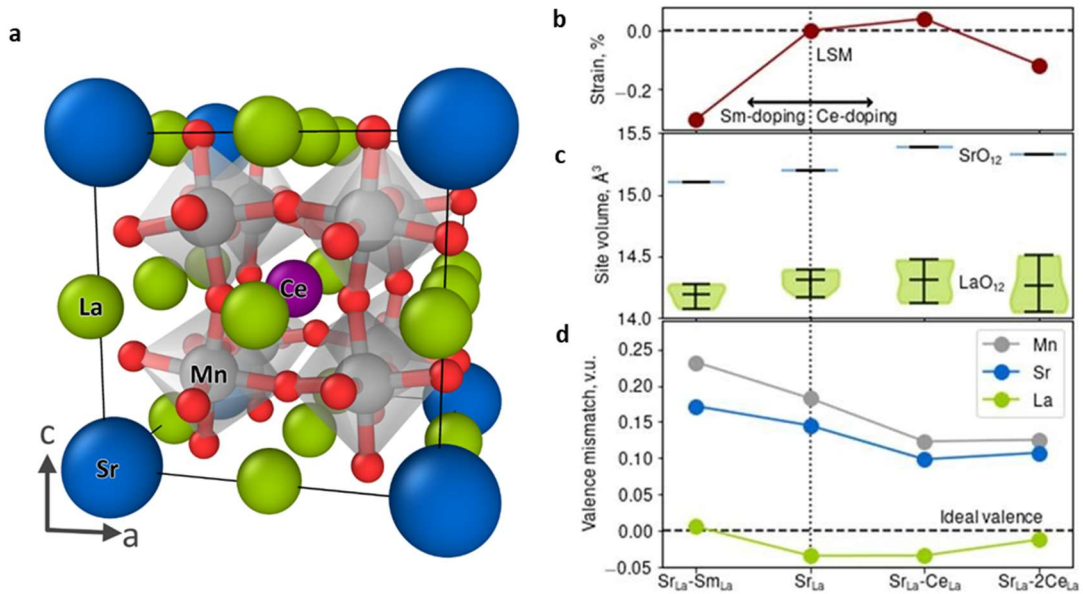 a
La
Ce
Mn
Sr
c
a
b
Strain, %
0.0
−0.2
LSM
Sm-doping Ce-doping
c
Site volume, Å³
15.5
15.0
14.5
14.0
SrO₁₂
LaO₁₂
d
Valence mismatch, v.u.
0.25
0.20
0.15
0.10
0.05
0.00
−0.05
Mn
Sr
La
Ideal valence
Sr_La-Sm_La Sr_La Sr_La-Ce_La Sr_La-2Ce_La